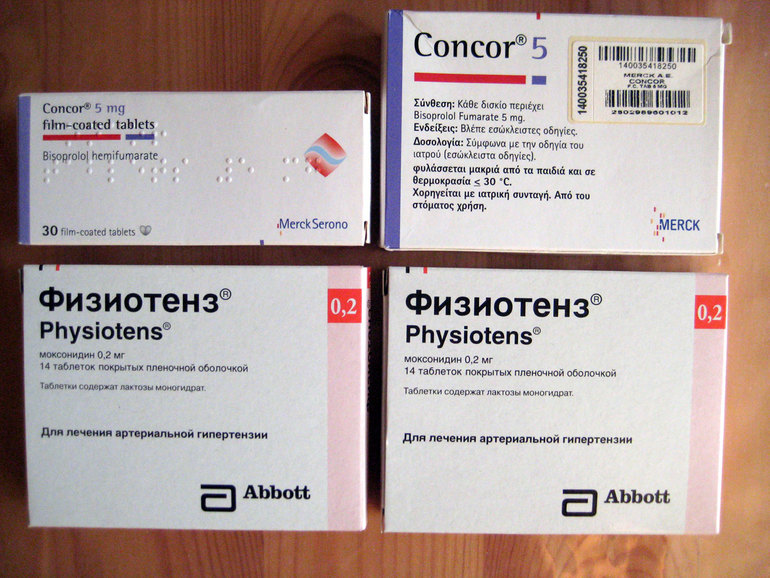 Concor® 5 mg
film-coated tablets
Bisoprolol hemifumarate
30 film-coated tablets
MerckSerono
Concor® 5
Σύνθεση: Κάθε δισκίο περιέχει
Bisoprolol Fumarate 5 mg.
Ενδείξεις: Βλέπε εσώκλειστες οδηγίες.
Δοσολογία: Σύμφωνα με την οδηγία του
ιατρού (εσώκλειστα οδηγίες).
φυλάσσεται μακριά από τα παιδιά και σε
θερμοκρασία ≤ 30 °C.
Χορηγείται με ιατρική συνταγή. Από του
στόματος χρήση.
MERCK
140035418250
140035418250
MERCK A.E.
CONCOR
F.C. TAB 5 MG
2802989601012
Физиотенз®
Physiotens®
моксонидин 0,2 мг
14 таблеток покрытых пленочной оболочкой
Таблетки содержат лактозы моногидрат.
Для лечения артериальной гипертензии
Abbott
0,2
Физиотенз®
Physiotens®
моксонидин 0,2 мг
14 таблеток покрытых пленочной оболочкой
Таблетки содержат лактозы моногидрат.
Для лечения артериальной гипертензии
Abbott
0,2